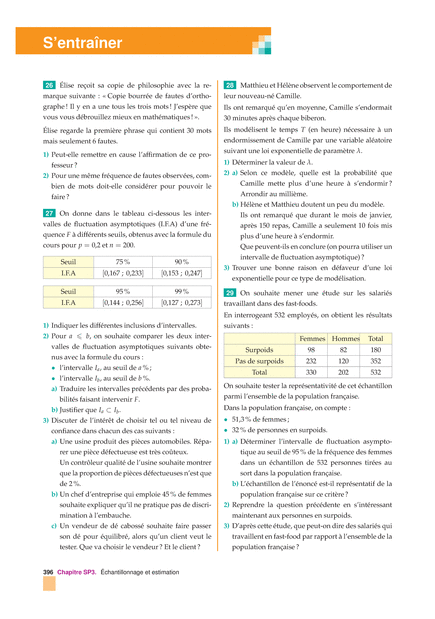 S'entraîner
26 Élise reçoit sa copie de philosophie avec la re-
marque suivante : « Copie bourrée de fautes d'ortho-
graphe ! Il y en a une tous les trois mots ! J'espère que
vous vous débrouillez mieux en mathématiques ! ».
Élise regarde la première phrase qui contient 30 mots
mais seulement 6 fautes.
1) Peut-elle remettre en cause l'affirmation de ce pro-
fesseur ?
2) Pour une même fréquence de fautes observées, com-
bien de mots doit-elle considérer pour pouvoir le
faire ?
27 On donne dans le tableau ci-dessous les inter-
valles de fluctuation asymptotiques (I.F.A) d'une fré-
quence F à différents seuils, obtenus avec la formule du
cours pour p = 0,2 et n = 200.
Seuil 75 % 90 %
I.F.A [0,167 ; 0,233] [0,153 ; 0,247]
Seuil 95 % 99 %
I.F.A [0,144 ; 0,256] [0,127 ; 0,273]
1) Indiquer les différentes inclusions d'intervalles.
2) Pour a ⩽ b, on souhaite comparer les deux inter-
valles de fluctuation asymptotiques suivants obte-
nus avec la formule du cours :
• l'intervalle Iₐ, au seuil de a % ;
• l'intervalle I_b, au seuil de b %.
a) Traduire les intervalles précédents par des proba-
bilités faisant intervenir F.
b) Justifier que Iₐ ⊂ I_b.
3) Discuter de l'intérêt de choisir tel ou tel niveau de
confiance dans chacun des cas suivants :
a) Une usine produit des pièces automobiles. Répa-
rer une pièce défectueuse est très coûteux.
Un contrôleur qualité de l'usine souhaite montrer
que la proportion de pièces défectueuses n'est que
de 2 %.
b) Un chef d'entreprise qui emploie 45 % de femmes
souhaite expliquer qu'il ne pratique pas de discri-
mination à l'embauche.
c) Un vendeur de dé cabossé souhaite faire passer
son dé pour équilibré, alors qu'un client veut le
tester. Que va choisir le vendeur ? Et le client ?
28 Matthieu et Hélène observent le comportement de
leur nouveau-né Camille.
Ils ont remarqué qu'en moyenne, Camille s'endormait
30 minutes après chaque biberon.
Ils modélisent le temps T (en heure) nécessaire à un
endormissement de Camille par une variable aléatoire
suivant une loi exponentielle de paramètre λ.
1) Déterminer la valeur de λ.
2) a) Selon ce modèle, quelle est la probabilité que
Camille mette plus d'une heure à s'endormir ?
Arrondir au millième.
b) Hélène et Matthieu doutent un peu du modèle.
Ils ont remarqué que durant le mois de janvier,
après 150 repas, Camille a seulement 10 fois mis
plus d'une heure à s'endormir.
Que peuvent-ils en conclure (on pourra utiliser un
intervalle de fluctuation asymptotique) ?
3) Trouver une bonne raison en défaveur d'une loi
exponentielle pour ce type de modélisation.
29 On souhaite mener une étude sur les salariés
travaillant dans des fast-foods.
En interrogeant 532 employés, on obtient les résultats
suivants :
Femmes Hommes Total
Surpoids 98 82 180
Pas de surpoids 232 120 352
Total 330 202 532
On souhaite tester la représentativité de cet échantillon
parmi l'ensemble de la population française.
Dans la population française, on compte :
• 51,3 % de femmes ;
• 32 % de personnes en surpoids.
1) a) Déterminer l'intervalle de fluctuation asympto-
tique au seuil de 95 % de la fréquence des femmes
dans un échantillon de 532 personnes tirées au
sort dans la population française.
b) L'échantillon de l'énoncé est-il représentatif de la
population française sur ce critère ?
2) Reprendre la question précédente en s'intéressant
maintenant aux personnes en surpoids.
3) D'après cette étude, que peut-on dire des salariés qui
travaillent en fast-food par rapport à l'ensemble de la
population française ?
396 Chapitre SP3. Échantillonnage et estimation